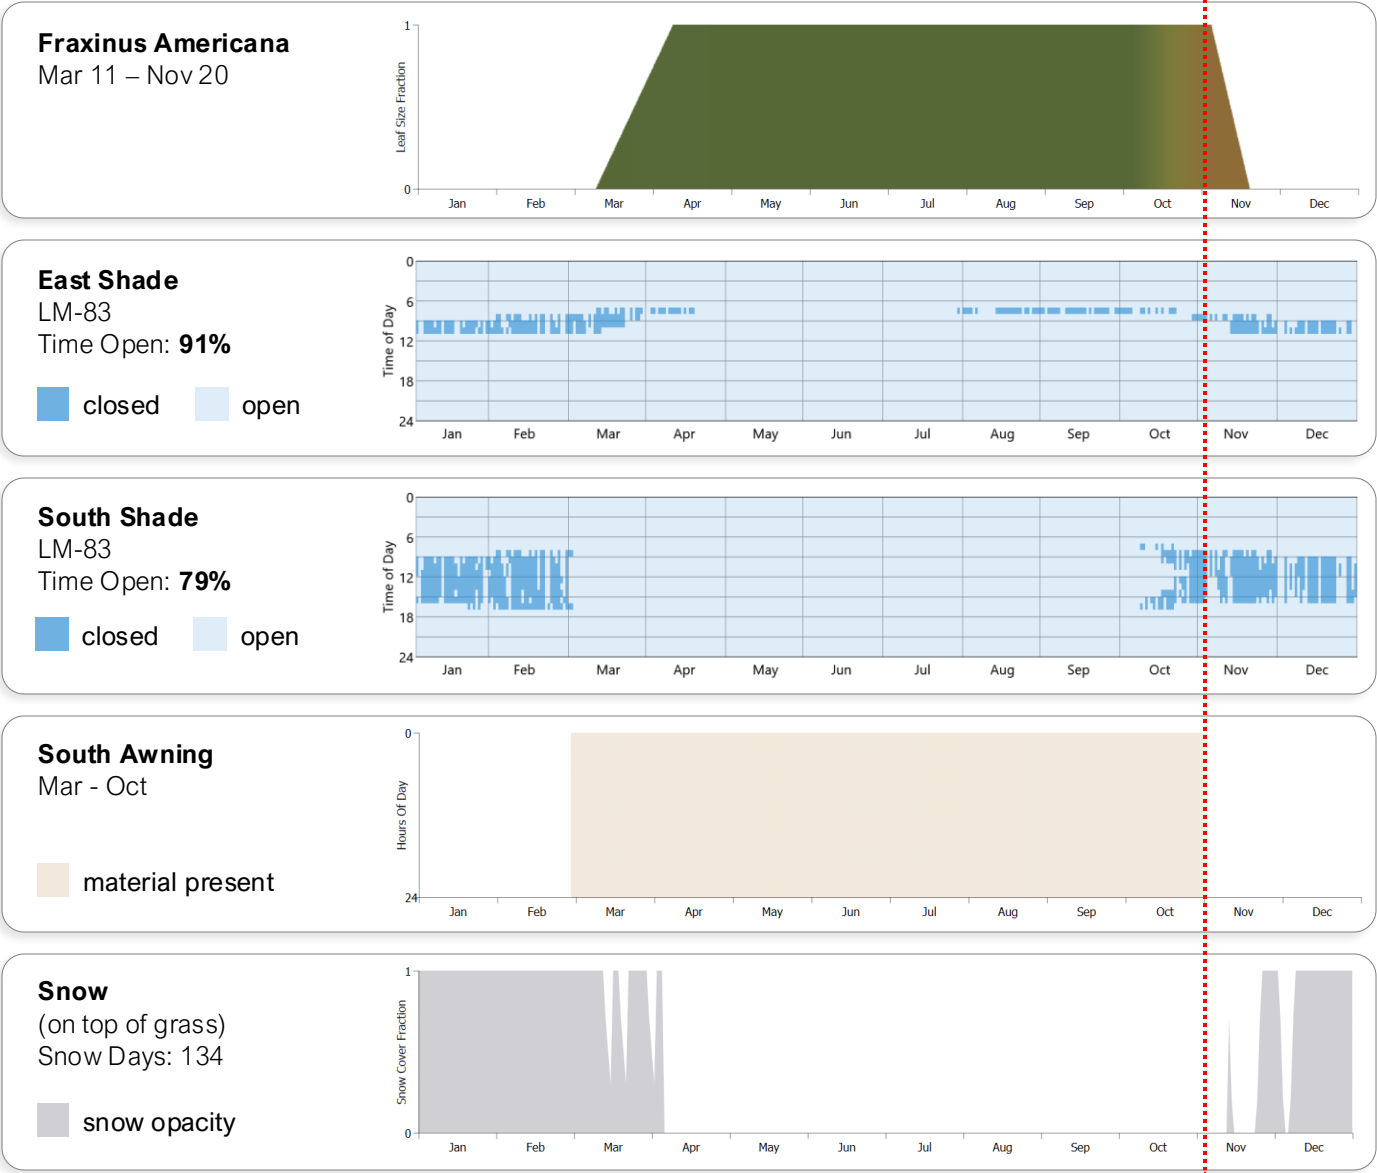 Fraxinus Americana
Mar 11 – Nov 20
Leaf Size Fraction
1
0
Jan Feb Mar Apr May Jun Jul Aug Sep Oct Nov Dec
East Shade
LM-83
Time Open: 91%
closed open
Time of Day
0
6
12
18
24
Jan Feb Mar Apr May Jun Jul Aug Sep Oct Nov Dec
South Shade
LM-83
Time Open: 79%
closed open
Time of Day
0
6
12
18
24
Jan Feb Mar Apr May Jun Jul Aug Sep Oct Nov Dec
South Awning
Mar - Oct
material present
Hours Of Day
0
24
Jan Feb Mar Apr May Jun Jul Aug Sep Oct Nov Dec
Snow
(on top of grass)
Snow Days: 134
snow opacity
Snow Cover Fraction
1
0
Jan Feb Mar Apr May Jun Jul Aug Sep Oct Nov Dec